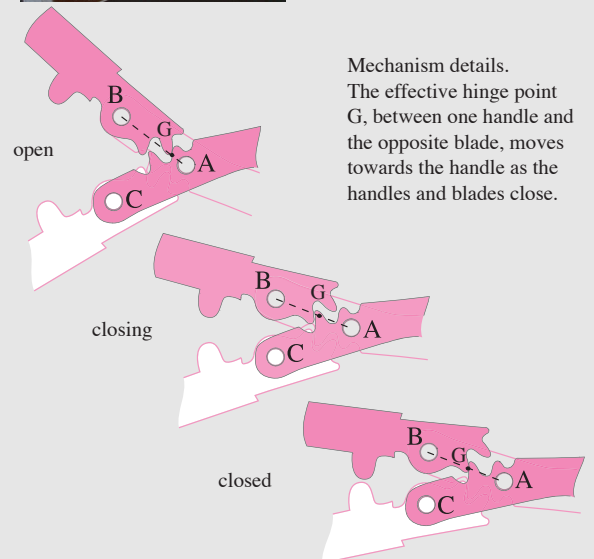 Mechanism details.
The effective hinge point
G, between one handle and
the opposite blade, moves
towards the handle as the
handles and blades close.
B
G
open
A
C
B
G
closing
A
C
B
G
closed
A
C